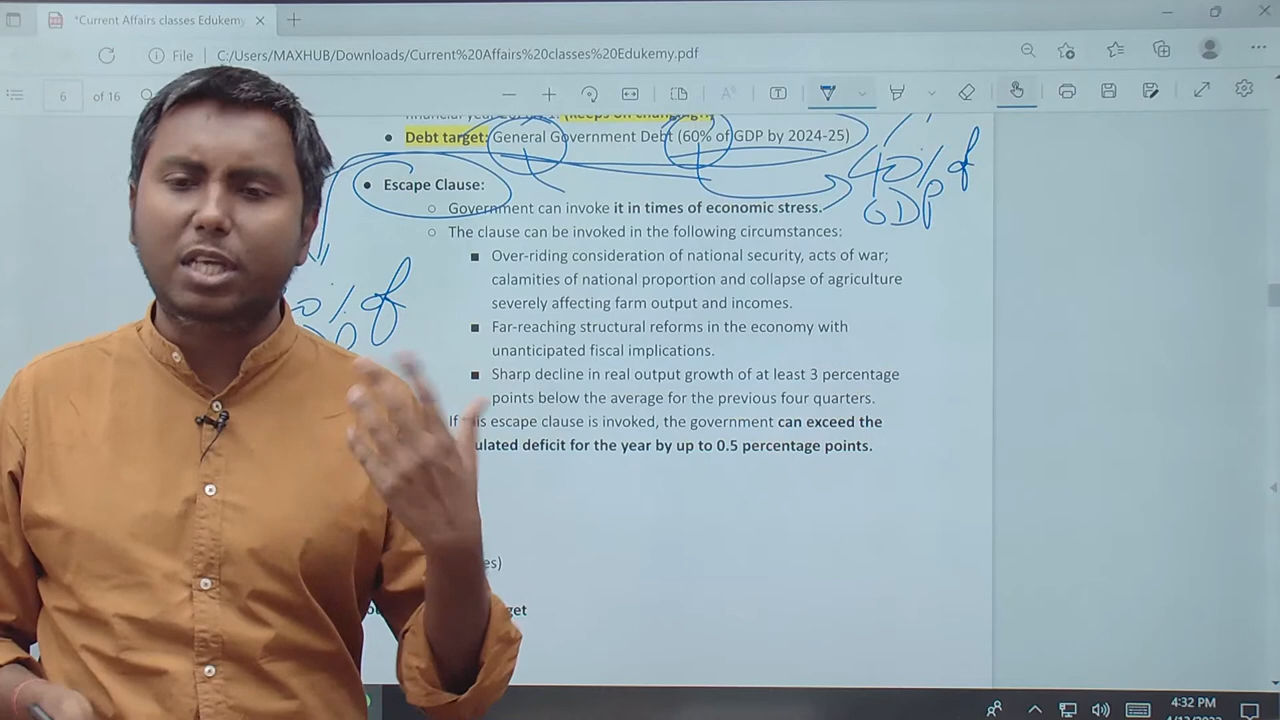 *Current Affairs classes Edukemy
File C:/Users/MAXHUB/Downloads/Current%20Affairs%20classes%20Edukemy.pdf
6 of 16
Debt target: General Government Debt (60% of GDP by 2024-25)
40% of
GDP
Escape Clause:
Government can invoke it in times of economic stress.
The clause can be invoked in the following circumstances:
Over-riding consideration of national security, acts of war;
calamities of national proportion and collapse of agriculture
severely affecting farm output and incomes.
% of
Far-reaching structural reforms in the economy with
unanticipated fiscal implications.
Sharp decline in real output growth of at least 3 percentage
points below the average for the previous four quarters.
If this escape clause is invoked, the government can exceed the
ulated deficit for the year by up to 0.5 percentage points.
es)
get
4:32 PM